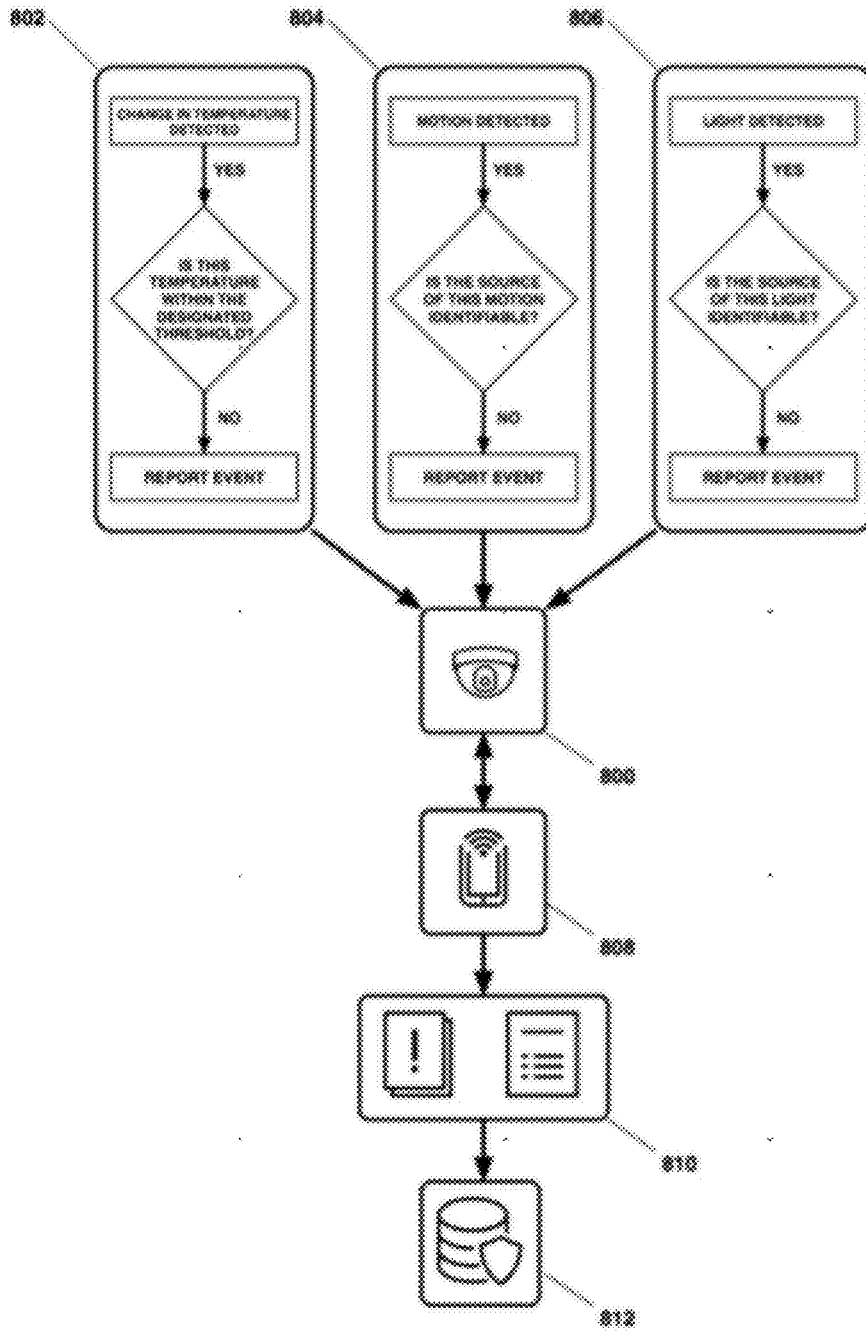 802
804
806
CHANGE IN TEMPERATURE
DETECTED
YES
IS THIS
TEMPERATURE
WITHIN THE
DESIGNATED
THRESHOLD?
NO
REPORT EVENT
MOTION DETECTED
YES
IS THE SOURCE
OF THIS MOTION
IDENTIFIABLE?
NO
REPORT EVENT
LIGHT DETECTED
YES
IS THE SOURCE
OF THIS LIGHT
IDENTIFIABLE?
NO
REPORT EVENT
800
808
!
810
812